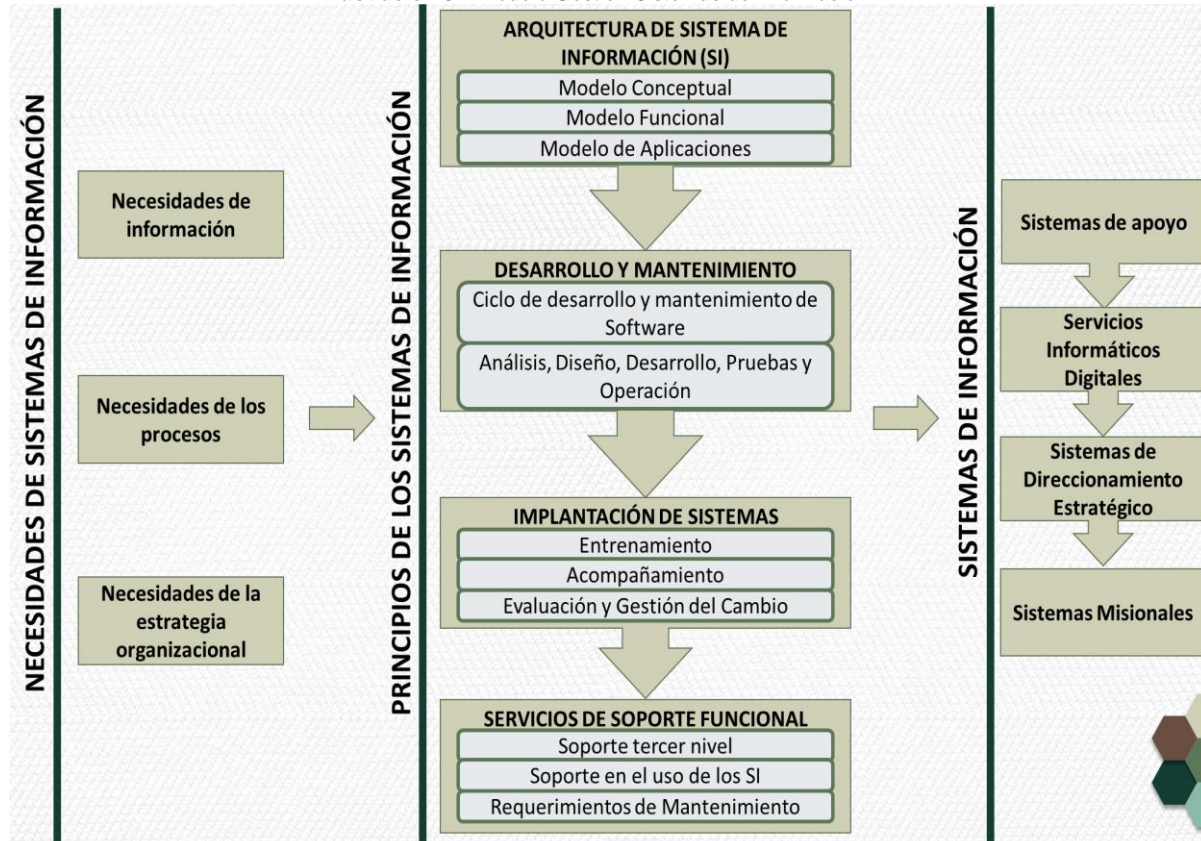 NECESIDADES DE SISTEMAS DE INFORMACIÓN
Necesidades de
información
Necesidades de los
procesos
Necesidades de la
estrategia
organizacional
PRINCIPIOS DE LOS SISTEMAS DE INFORMACIÓN
ARQUITECTURA DE SISTEMA DE
INFORMACIÓN (SI)
Modelo Conceptual
Modelo Funcional
Modelo de Aplicaciones
DESARROLLO Y MANTENIMIENTO
Ciclo de desarrollo y mantenimiento de
Software
Análisis, Diseño, Desarrollo, Pruebas y
Operación
IMPLANTACIÓN DE SISTEMAS
Entrenamiento
Acompañamiento
Evaluación y Gestión del Cambio
SERVICIOS DE SOPORTE FUNCIONAL
Soporte tercer nivel
Soporte en el uso de los SI
Requerimientos de Mantenimiento
SISTEMAS DE INFORMACIÓN
Sistemas de apoyo
Servicios
Informáticos
Digitales
Sistemas de
Direccionamiento
Estratégico
Sistemas Misionales